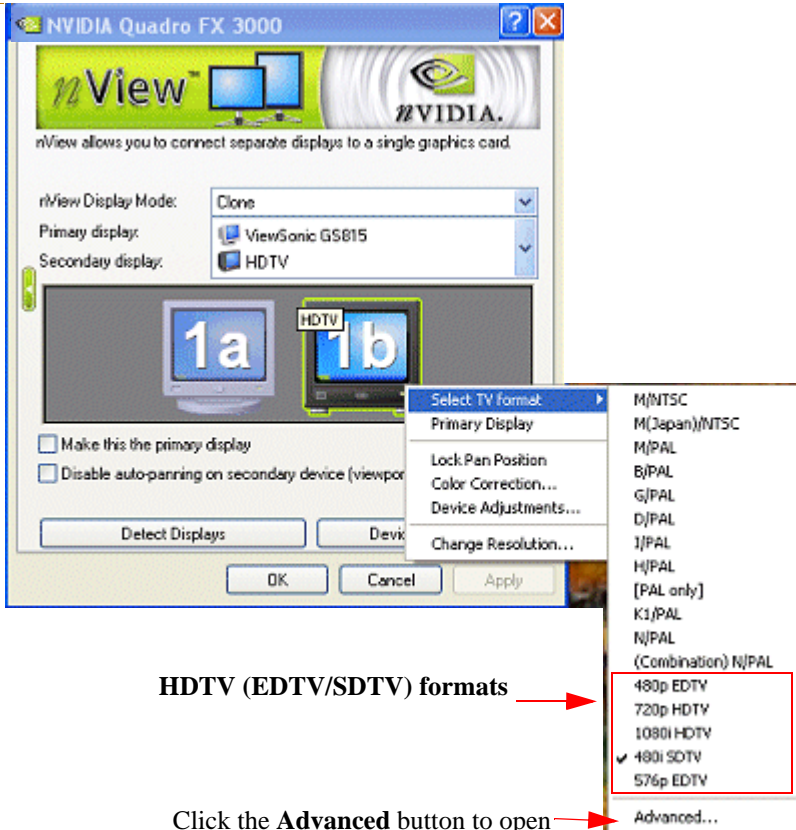 NVIDIA Quadro FX 3000
nView™
nVIDIA.
nView allows you to connect separate displays to a single graphics card.
nView Display Mode: Clone
Primary display: ViewSonic GS815
Secondary display: HDTV
1a
HDTV
1b
Make this the primary display
Disable auto-panning on secondary device (viewpor
Detect Displays
Devic
OK
Cancel
Apply
Select TV format
Primary Display
Lock Pan Position
Color Correction...
Device Adjustments...
Change Resolution...
M/NTSC
M(Japan)/NTSC
M/PAL
B/PAL
G/PAL
D/PAL
I/PAL
H/PAL
[PAL only]
K1/PAL
N/PAL
(Combination) N/PAL
480p EDTV
720p HDTV
1080i HDTV
480i SDTV
576p EDTV
Advanced...
HDTV (EDTV/SDTV) formats
Click the Advanced button to open